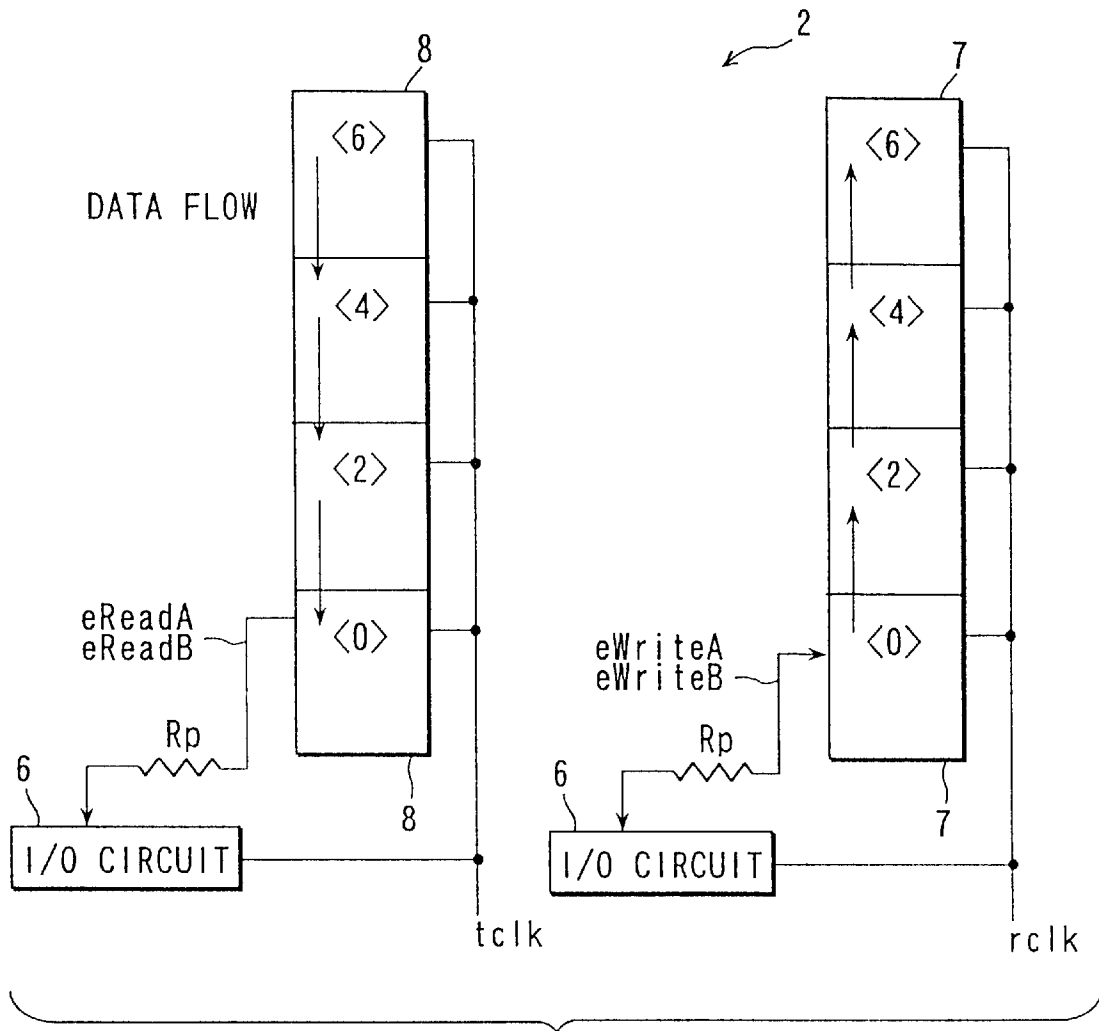 2
8
7
<6>
<6>
DATA FLOW
<4>
<4>
<2>
<2>
eReadA
eReadB
<0>
eWriteA
eWriteB
<0>
Rp
Rp
6
8
6
7
I/O CIRCUIT
I/O CIRCUIT
tclk
rclk